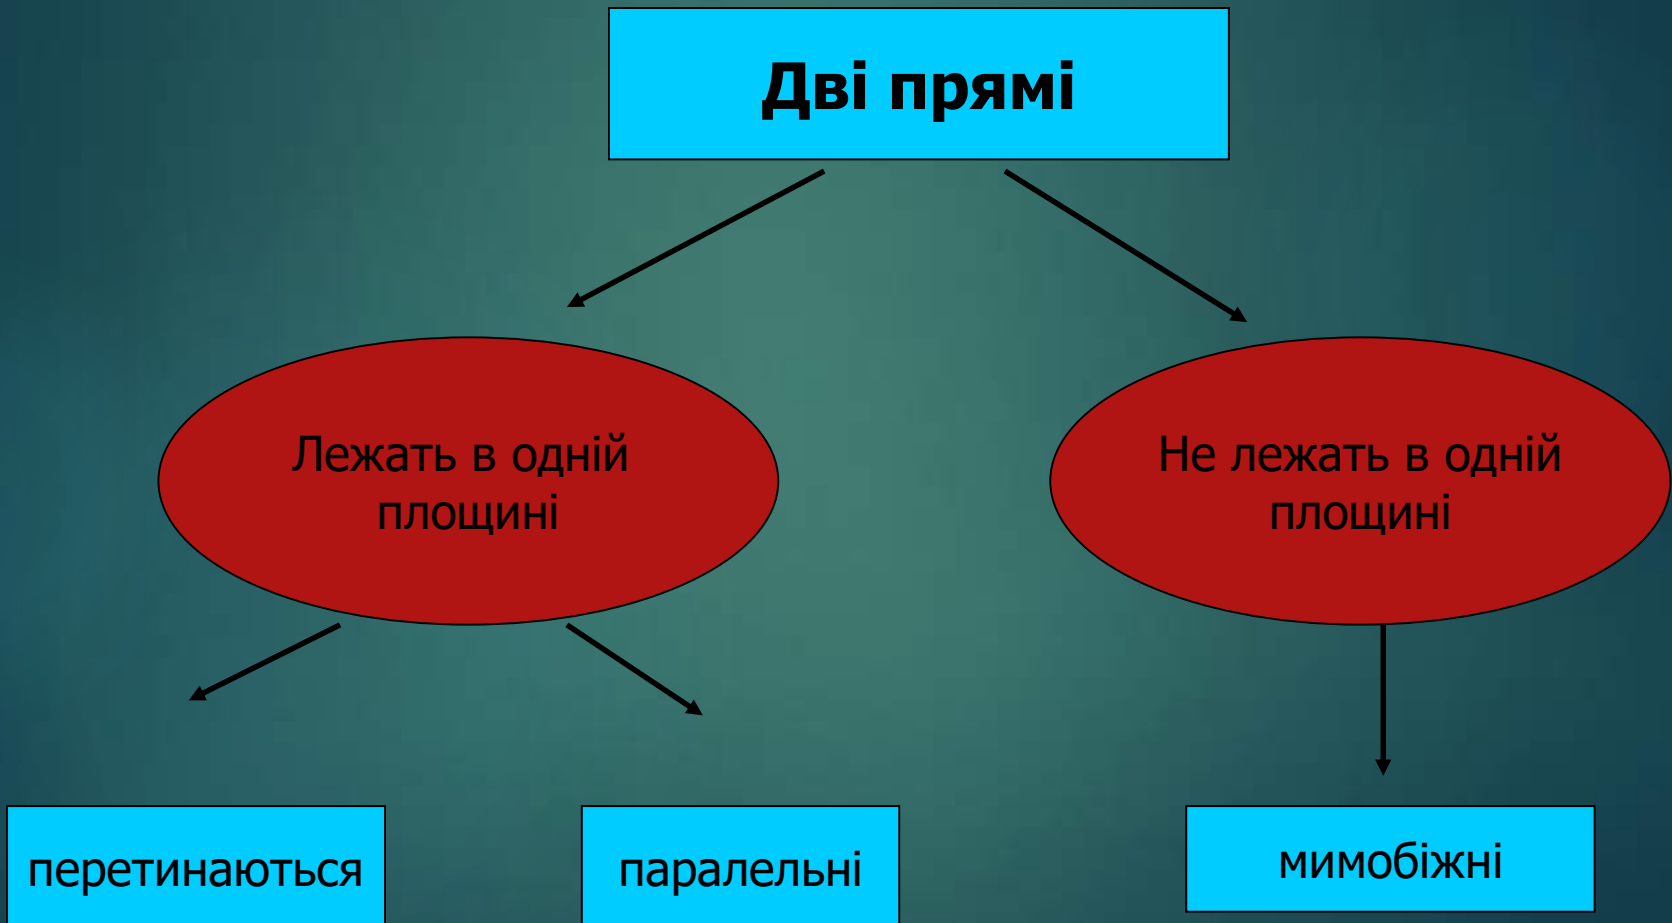 Дві прямі
Лежать в одній
площині
Не лежать в одній
площині
перетинаються
паралельні
мимобіжні